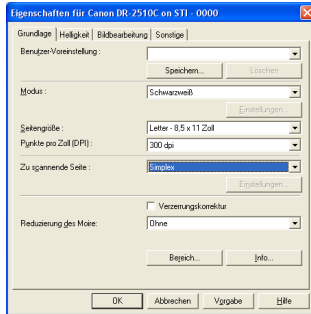 Eigenschaften für Canon DR-2510C on STI - 0000
Grundlage Helligkeit Bildbearbeitung Sonstige
Benutzer-Voreinstellung :
Speichern... Löschen
Modus : Schwarzweiß
Einstellungen...
Seitengröße : Letter - 8,5 x 11 Zoll
Punkte pro Zoll (DPI) : 300 dpi
Zu scannende Seite : Simplex
Einstellungen...
Verzerrungskorrektur
Reduzierung des Moire: Ohne
Bereich... Info...
OK Abbrechen Vorgabe Hilfe